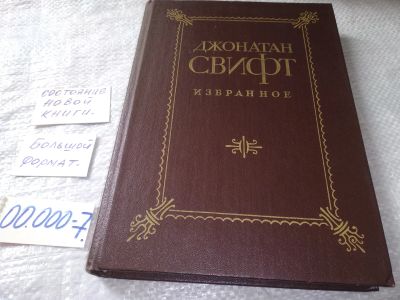 ДЖОНАТАН
СВИФТ
ИЗБРАННОЕ
СОСТОЯНИЕ
НОВОЙ
КНИГИ-
БОЛЬШОЙ
ФОРМАТ.
00.000-7